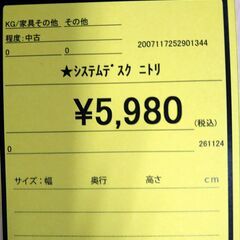 KG/家具その他 その他
程度:中古
0 0 2007117252901344
★ｼｽﾃﾑﾃﾞｽｸ ﾆﾄﾘ
¥5,980 (税込)
0 261124
サイズ:幅 奥行 高さ cm